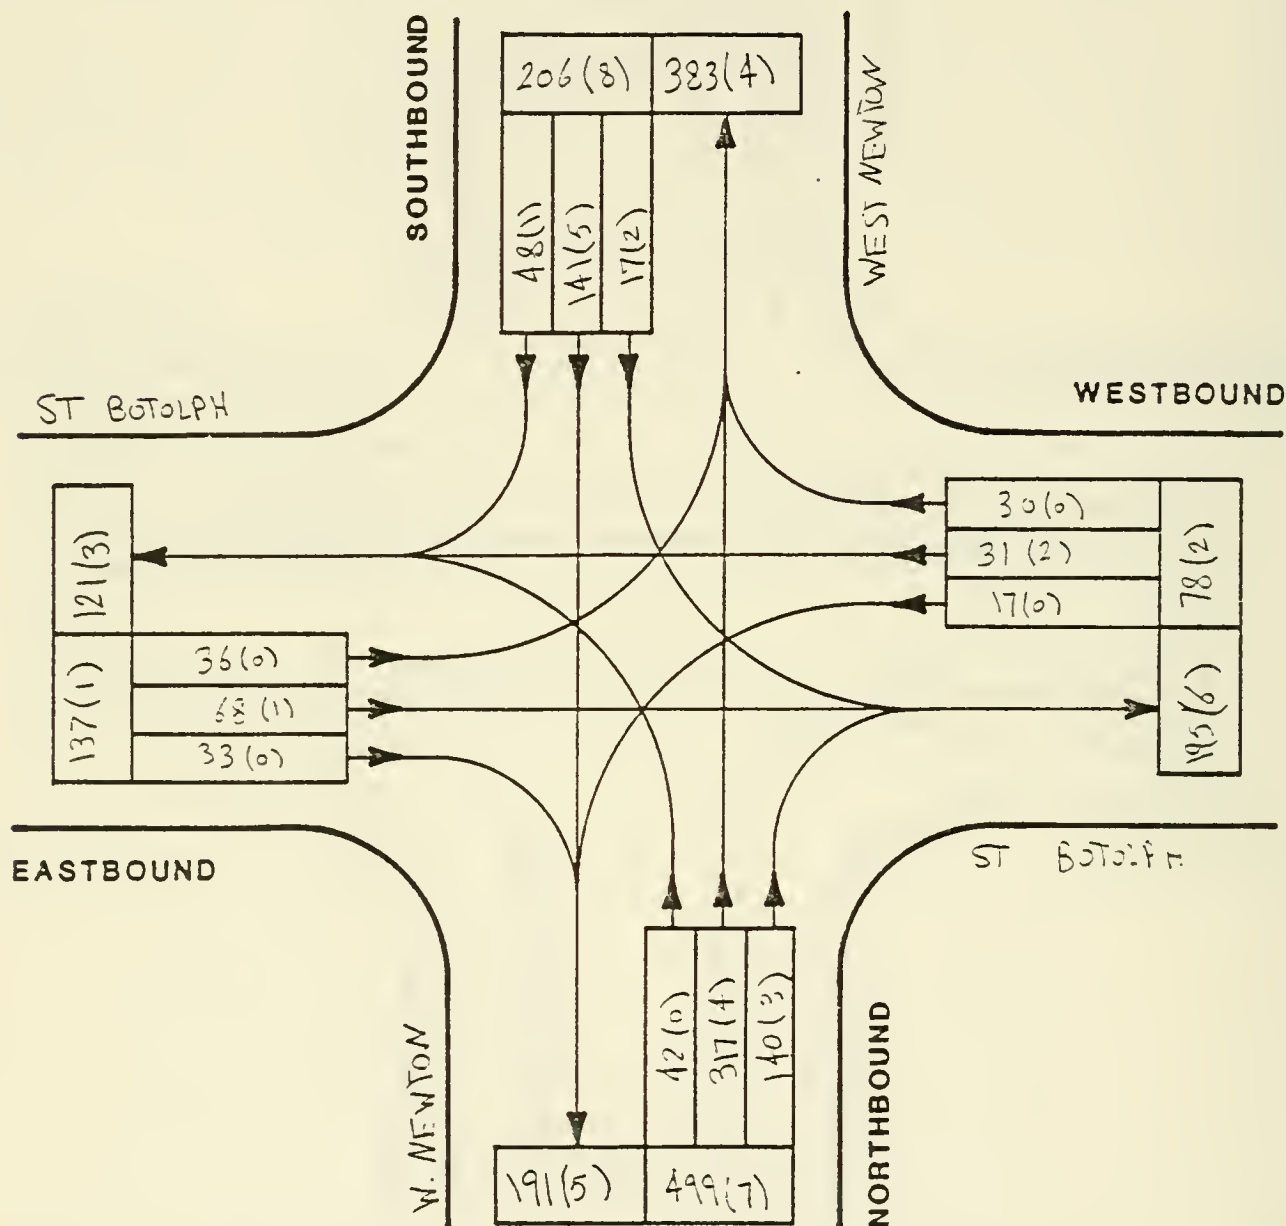 SOUTHBOUND
206(8) 383(4)
WEST NEWTON
48(1)
141(5)
17(2)
ST BOTOLPH
WESTBOUND
30(0)
31(2)
17(0)
78(2)
121(3)
137(1)
36(0)
68(1)
33(0)
195(6)
EASTBOUND
ST BOTOLPH
42(0)
317(4)
140(3)
W. NEWTON
NORTHBOUND
191(5) 499(7)